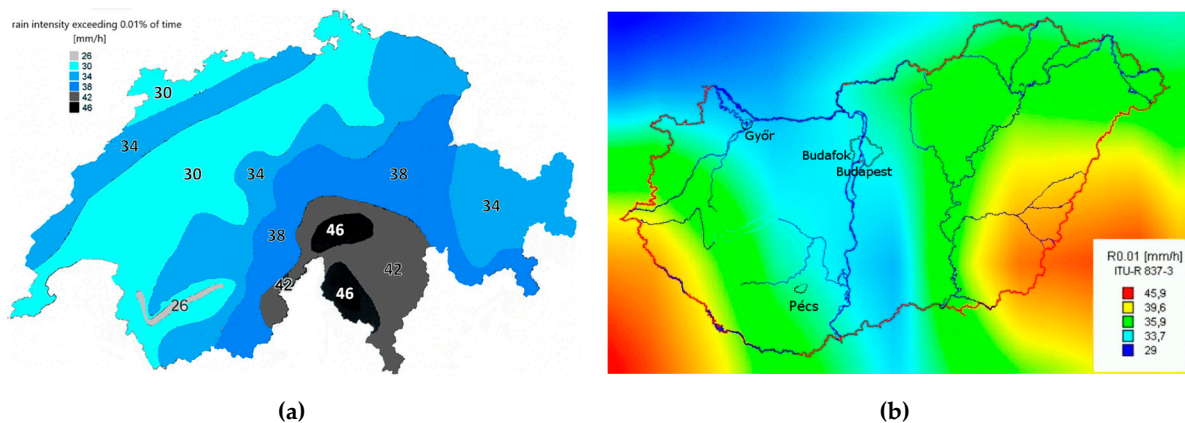 rain intensity exceeding 0.01% of time
[mm/h]
26
30
34
38
42
46
30
34
30
34
38
34
38
46
42
42
46
26
(a)
Győr
Budafok
Budapest
Pécs
R0.01 [mm/h]
ITU-R 837-3
45,9
39,6
35,9
33,7
29
(b)